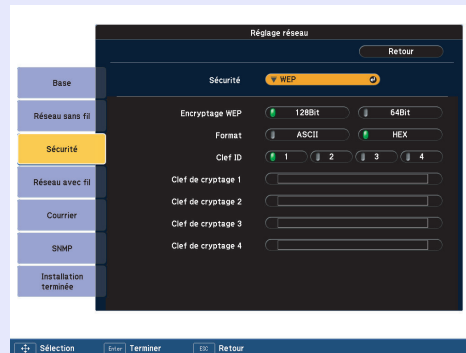 Réglage réseau
Retour
Base
Réseau sans fil
Sécurité
Réseau avec fil
Courrier
SNMP
Installation
terminée
Sécurité WEP
Encryptage WEP 128Bit 64Bit
Format ASCII HEX
Clef ID 1 2 3 4
Clef de cryptage 1
Clef de cryptage 2
Clef de cryptage 3
Clef de cryptage 4
Sélection Enter Terminer ESC Retour